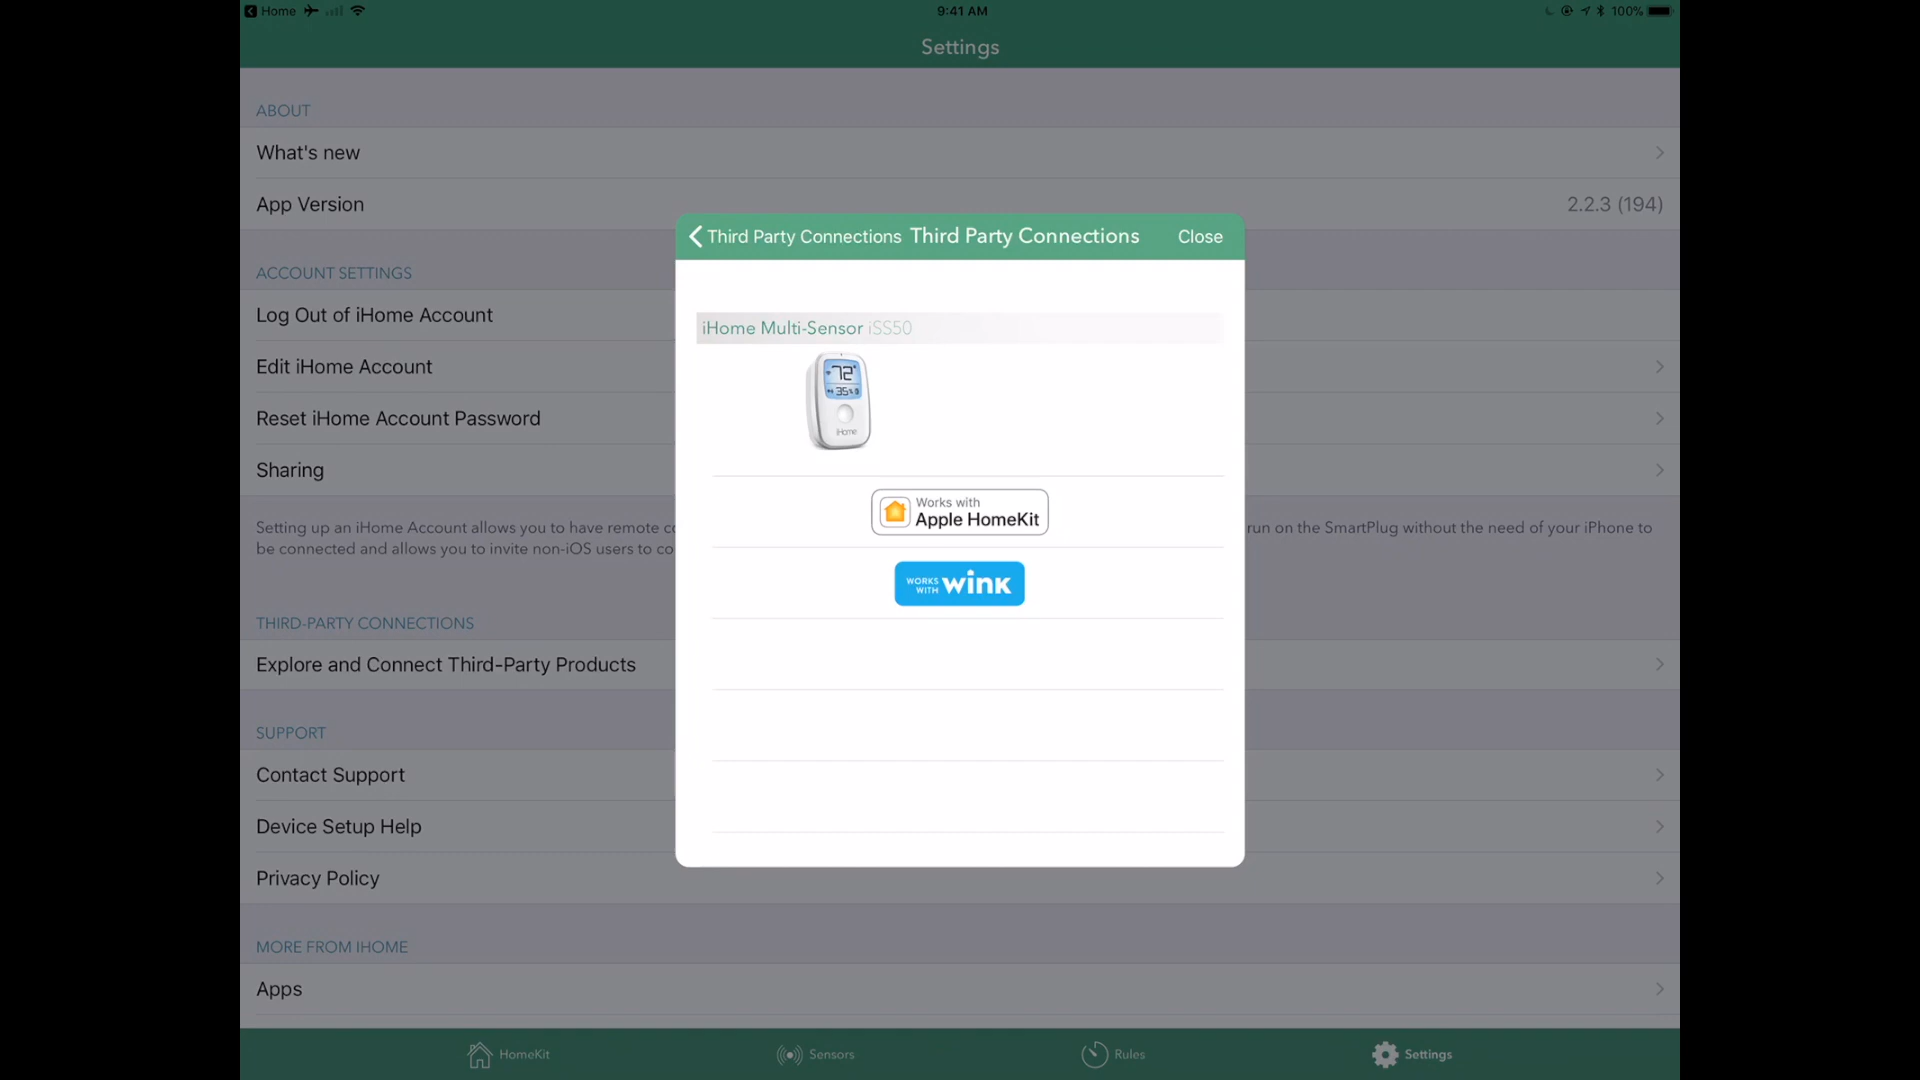 Home 9:41 AM 100%
Settings
ABOUT
What's new
App Version 2.2.3 (194)
ACCOUNT SETTINGS
Log Out of iHome Account
Edit iHome Account
Reset iHome Account Password
Sharing
Setting up an iHome Account allows you to have remote run on the SmartPlug without the need of your iPhone to
be connected and allows you to invite non-iOS users to
THIRD-PARTY CONNECTIONS
Explore and Connect Third-Party Products
SUPPORT
Contact Support
Device Setup Help
Privacy Policy
MORE FROM IHOME
Apps
Third Party Connections Third Party Connections Close
iHome Multi-Sensor iSS50
72°
35%
iHome
Works with
Apple HomeKit
WORKS WITH wink
HomeKit Sensors Rules Settings